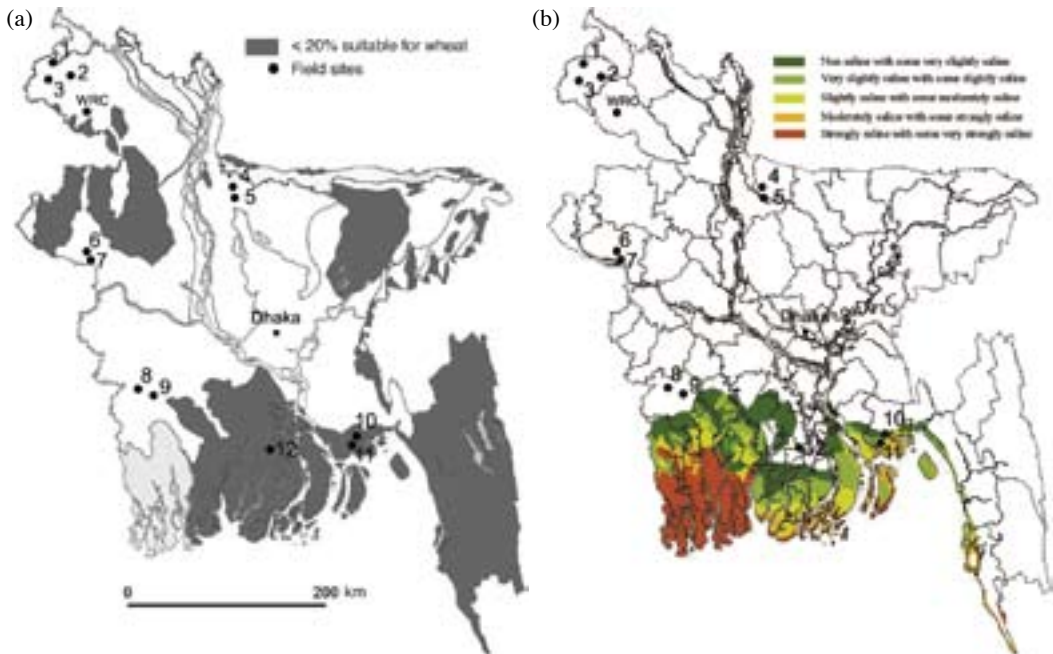 (a)
< 20% suitable for wheat
Field sites
1
2
3
WRC
4
5
6
7
Dhaka
8
9
10
11
12
0
200 km
(b)
Non saline with some very slightly saline
Very slightly saline with some slightly saline
Slightly saline with some moderately saline
Moderately saline with some strongly saline
Strongly saline with some very strongly saline
1
2
3
WRC
4
5
6
7
Dhaka
8
9
10
11